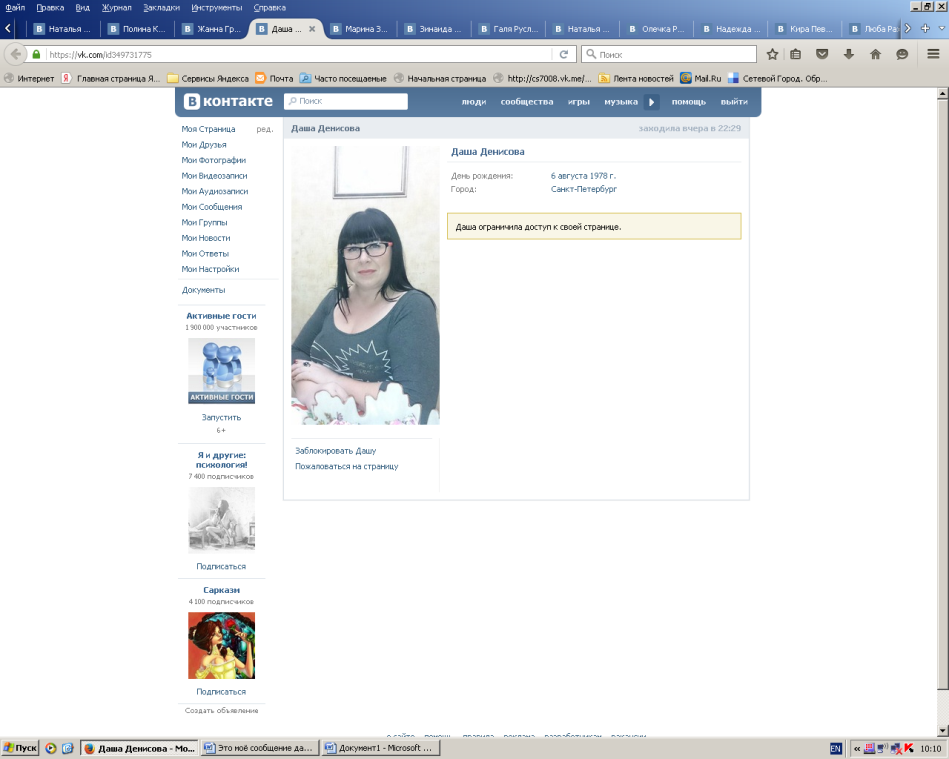 Файл Правка Вид Журнал Закладки Инструменты Справка
Наталья ... Полина К... Жанна Гр... Даша ... Марина З... Зинаида ... Галя Русл... Наталья ... Олечка Р... Надежда ... Кира Пев... Люба Ра
https://vk.com/id349731775 Поиск
Интернет Главная страница Я... Сервисы Яндекса Почта Часто посещаемые Начальная страница http://cs7008.vk.me/... Лента новостей Mail.Ru Сетевой Город. Обр...
В контакте Поиск люди сообщества игры музыка помощь выйти
Моя Страница ред.
Мои Друзья
Мои Фотографии
Мои Видеозаписи
Мои Аудиозаписи
Мои Сообщения
Мои Группы
Мои Новости
Мои Ответы
Мои Настройки
Документы
Активные гости
1 900 000 участников
АКТИВНЫЕ ГОСТИ
Запустить
6+
Я и другие:
психология!
7 400 подписчиков
Подписаться
Сарказм
4 100 подписчиков
Подписаться
Создать объявление
Даша Денисова заходила вчера в 22:29
Даша Денисова
День рождения: 6 августа 1978 г.
Город: Санкт-Петербург
Даша ограничила доступ к своей странице.
Заблокировать Дашу
Пожаловаться на страницу
о сайте помощь правила реклама разработчикам вакансии
Пуск Даша Денисова - Mo... Это моё сообщение да... Документ1 - Microsoft ... EN 10:10